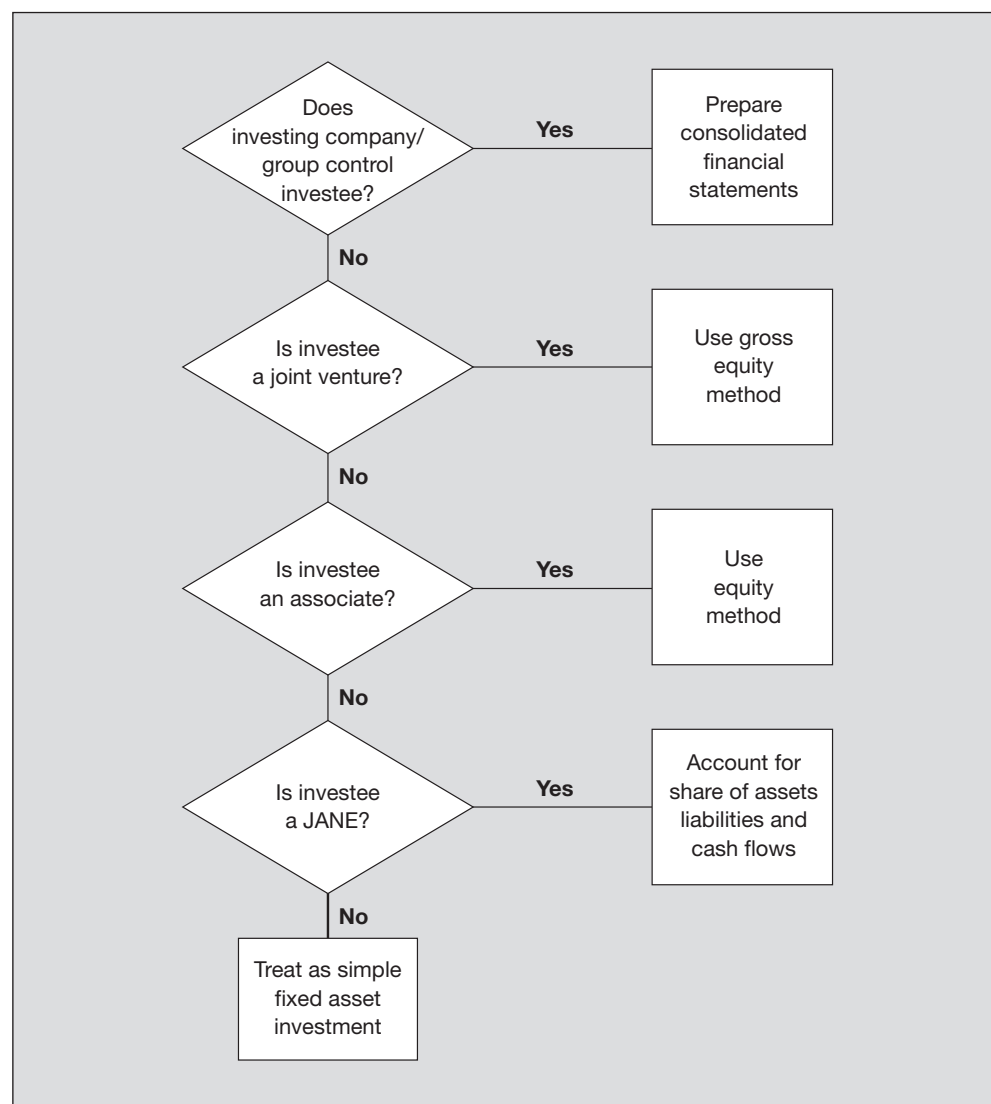 Does
investing company/
group control
investee?
Yes
Prepare
consolidated
financial
statements
No
Is investee
a joint venture?
Yes
Use gross
equity
method
No
Is investee
an associate?
Yes
Use
equity
method
No
Is investee
a JANE?
Yes
Account for
share of assets
liabilities and
cash flows
No
Treat as simple
fixed asset
investment